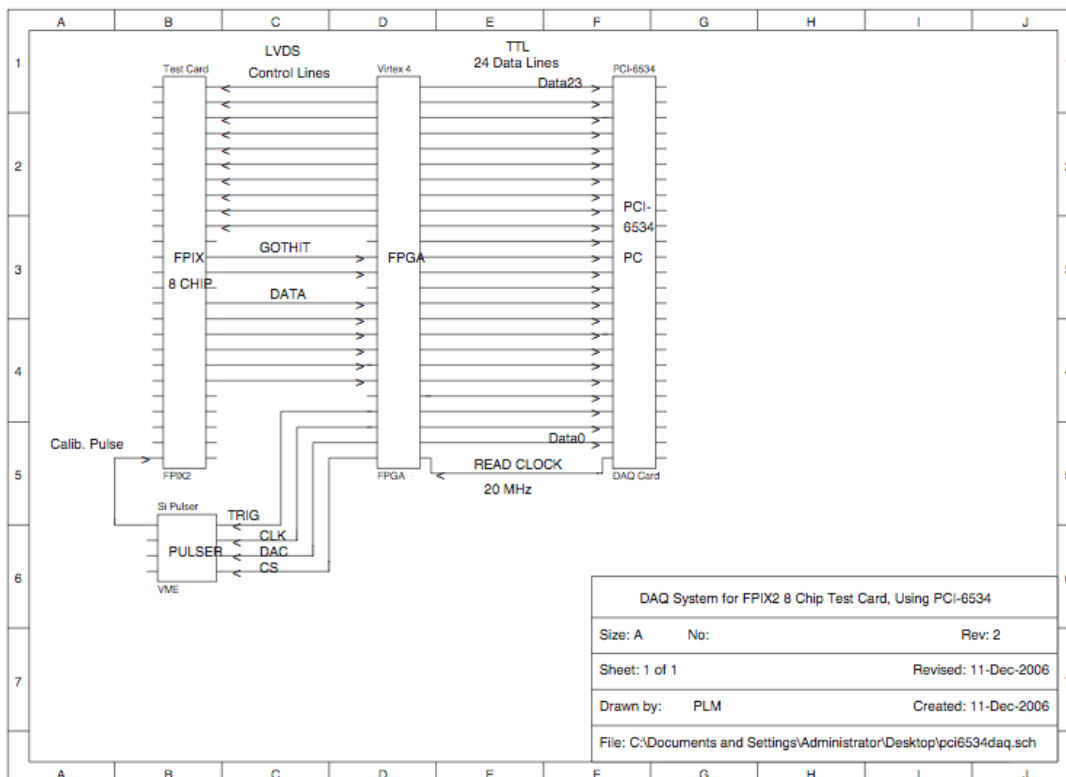 A B C D E F G H I J
1
2
3
4
5
6
7
LVDS
Control Lines
TTL
24 Data Lines
Test Card
Virtex 4
PCI-6534
Data23
PCI-
6534
PC
GOTHIT
FPIX
8 CHIP
FPGA
DATA
Calib. Pulse
Data0
READ CLOCK
20 MHz
FPIX2
FPGA
DAQ Card
Si Pulser
TRIG
CLK
PULSER
DAC
CS
VME
DAQ System for FPIX2 8 Chip Test Card, Using PCI-6534
Size: A No: Rev: 2
Sheet: 1 of 1 Revised: 11-Dec-2006
Drawn by: PLM Created: 11-Dec-2006
File: C:\Documents and Settings\Administrator\Desktop\pci6534daq.sch
A B C D E F G H I J